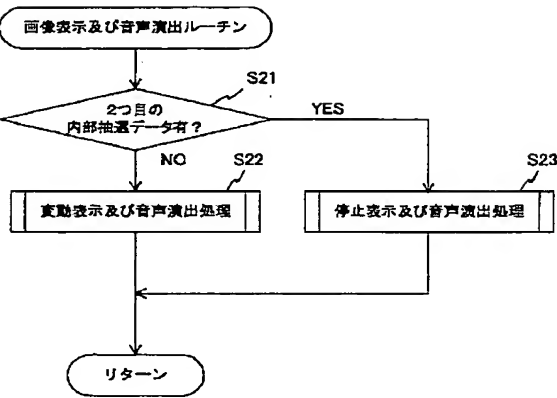 画像表示及び音声演出ルーチン
S21
2つ目の
内部抽選データ有？
YES
NO
S22
S23
変動表示及び音声演出処理
停止表示及び音声演出処理
リターン